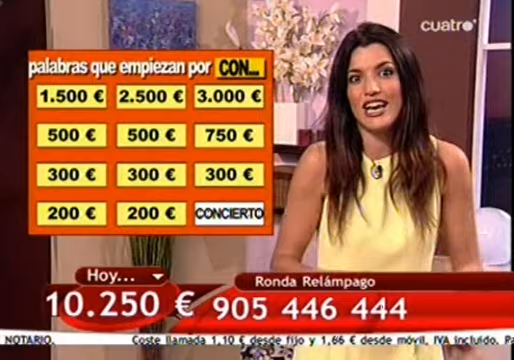 cuatro
palabras que empiezan por CON...
1.500 € 2.500 € 3.000 €
500 € 500 € 750 €
300 € 300 € 300 €
200 € 200 € CONCIERTO
Hoy...
Ronda Relámpago
10.250 € 905 446 444
NOTARIO. Coste llamada 1,10 € desde fijo y 1,66 € desde móvil. IVA incluido. Pa